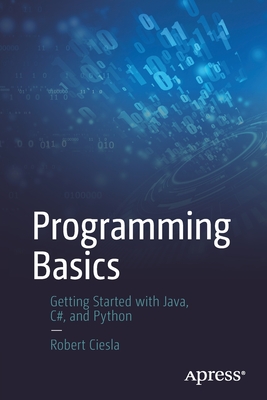 Programming
Basics
Getting Started with Java,
C#, and Python
Robert Ciesla
Apress®